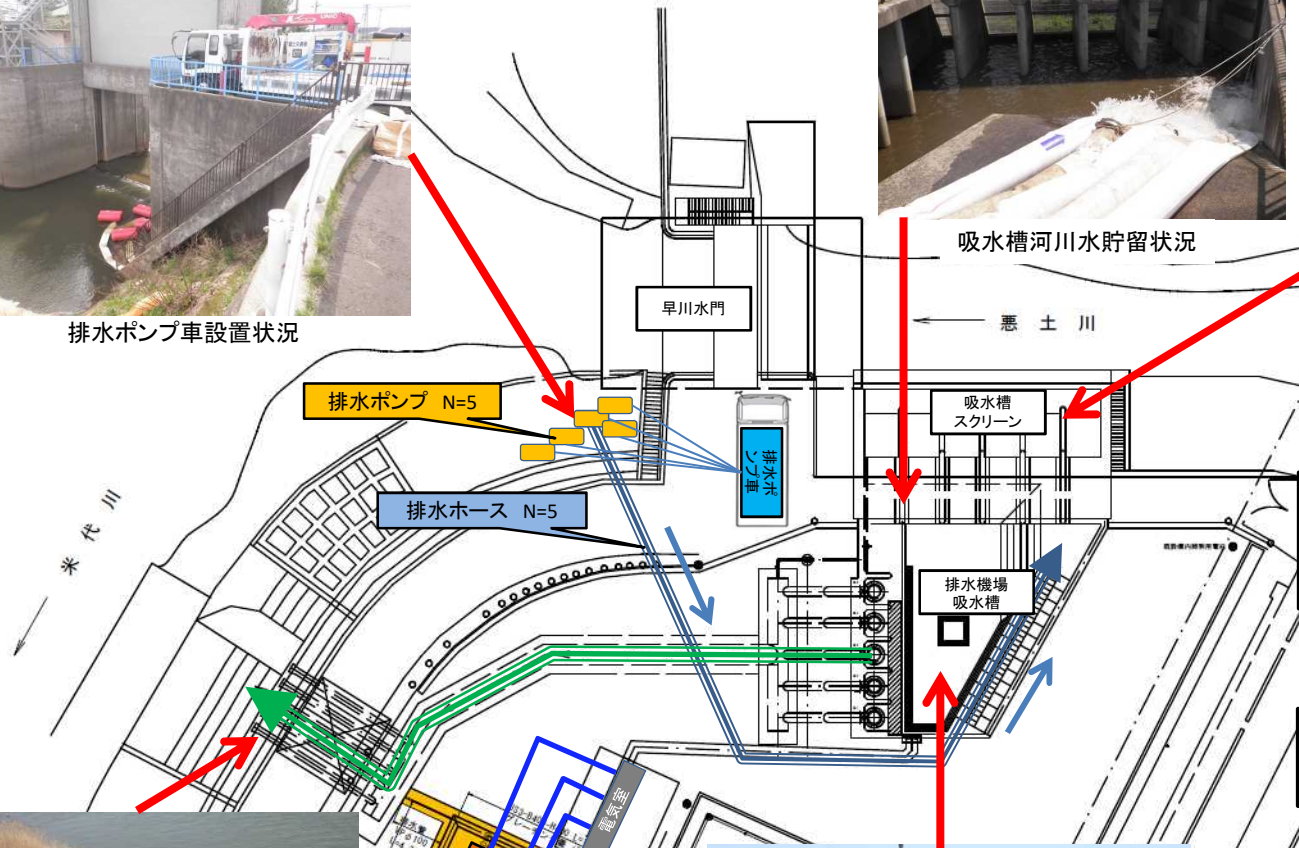 吸水槽河川水貯留状況
早川水門
悪土川
排水ポンプ車設置状況
排水ポンプ N=5
吸水槽
スクリーン
排水ポ
ンプ車
排水ホース N=5
米代川
排水機場
吸水槽
電気室
排水管